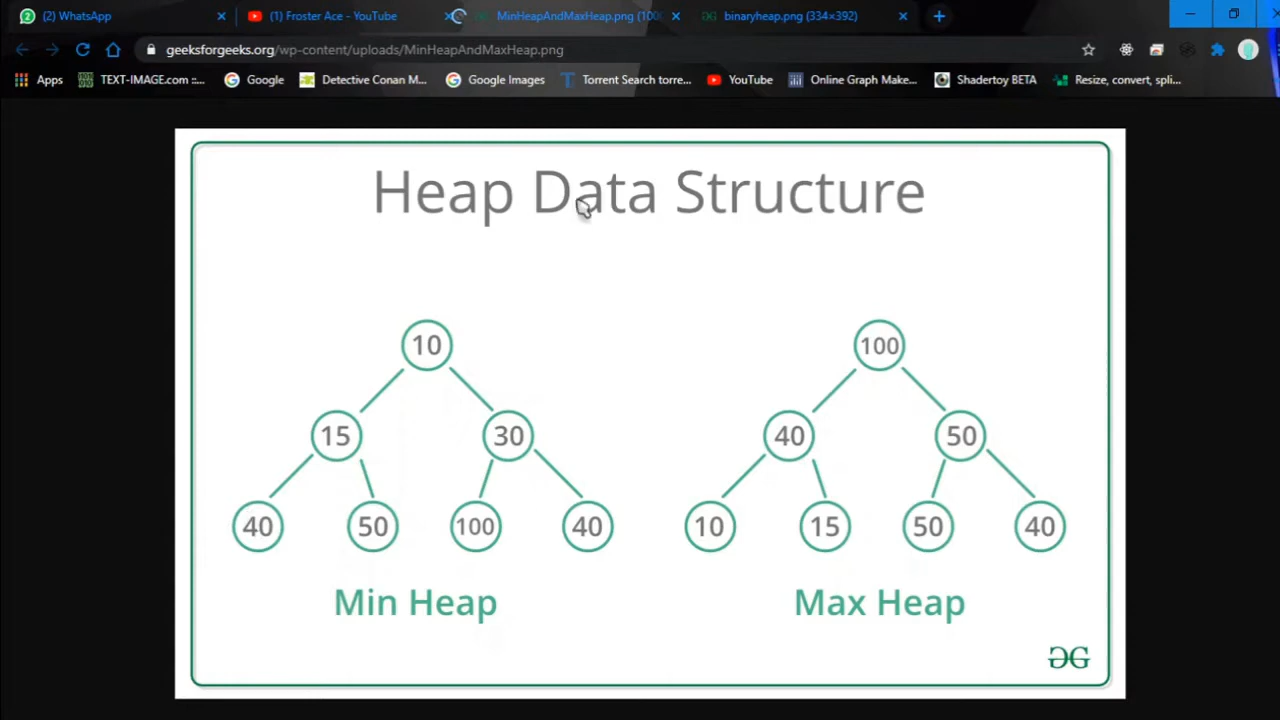 (2) WhatsApp
(1) Froster Ace - YouTube
MinHeapAndMaxHeap.png (100
binaryheap.png (334×392)
geeksforgeeks.org/wp-content/uploads/MinHeapAndMaxHeap.png
Apps TEXT-IMAGE.com ::... Google Detective Conan M... Google Images Torrent Search torre... YouTube Online Graph Make... Shadertoy BETA Resize, convert, spli...
Heap Data Structure
10
100
15 30
40 50
40 50 100 40
10 15 50 40
Min Heap
Max Heap